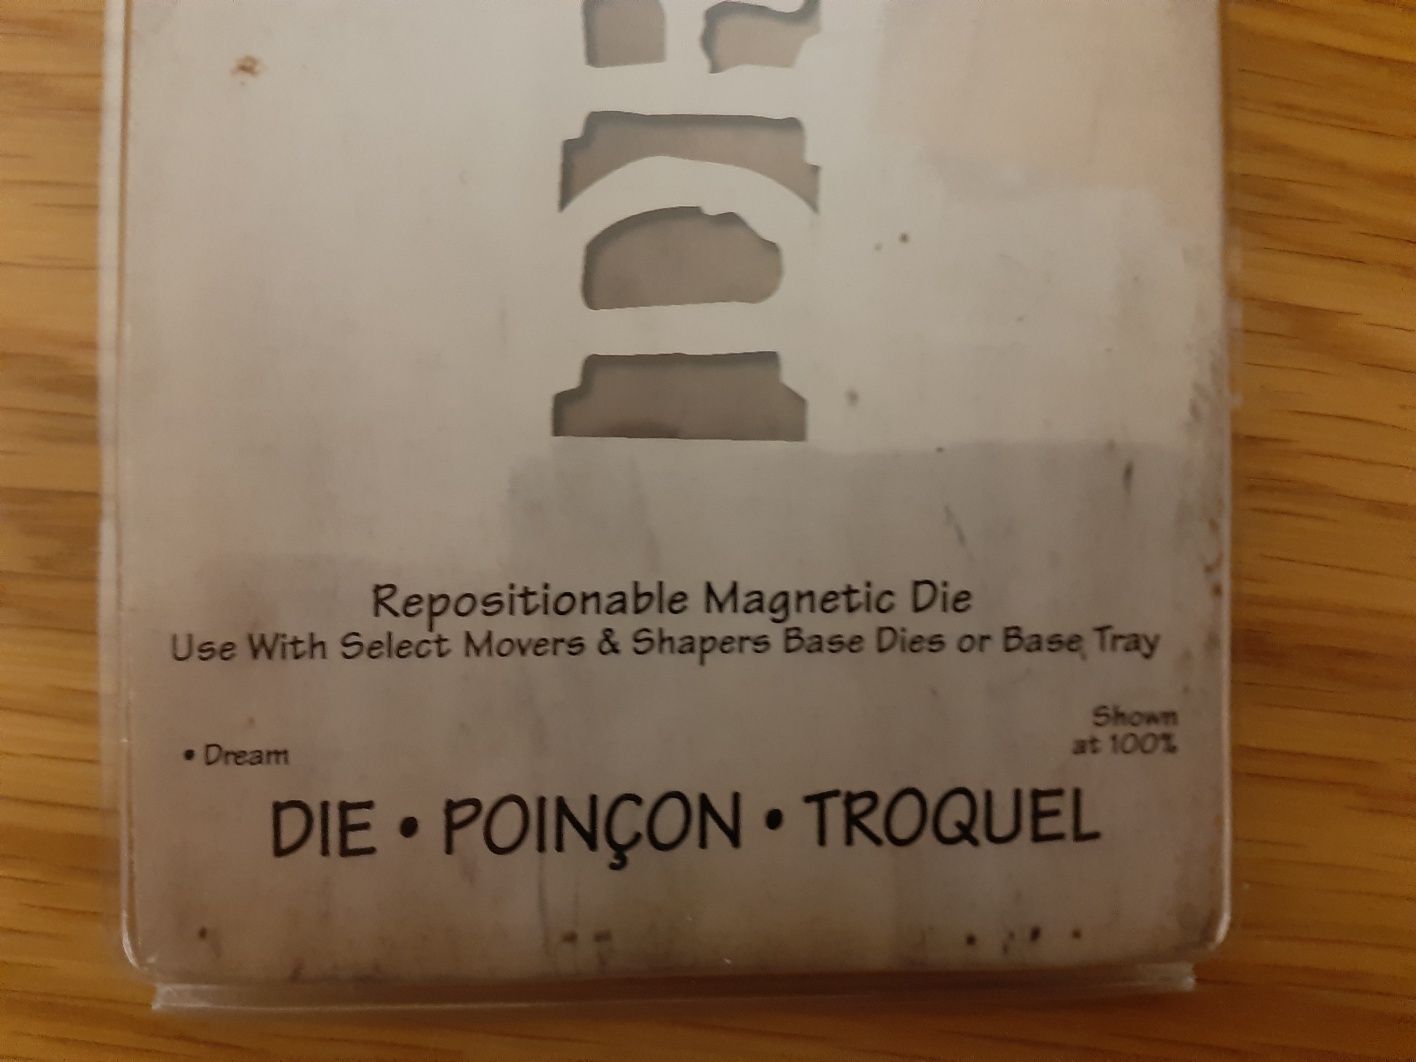 Repositionable Magnetic Die
Use With Select Movers & Shapers Base Dies or Base Tray
Shown
at 100%
• Dream
DIE • POINÇON • TROQUEL